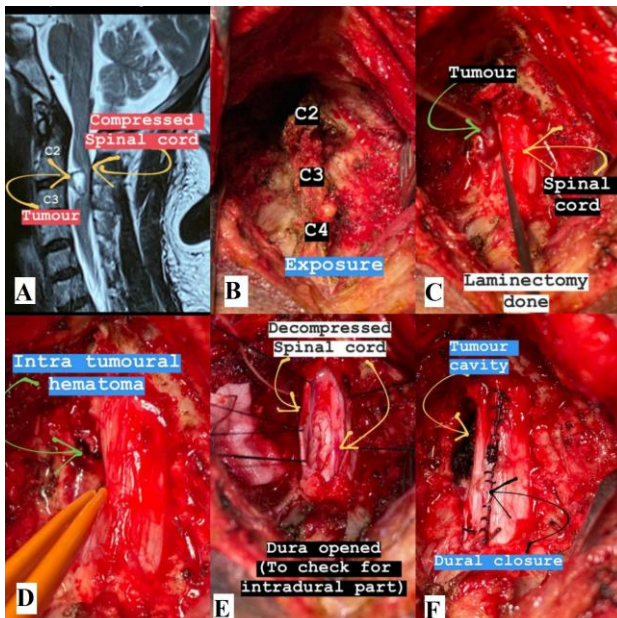 Compressed
Spinal cord
C2
C3
Tumour
A
C2
C3
C4
Exposure
B
Tumour
Spinal
cord
Laminectomy
done
C
Intra tumoural
hematoma
D
Decompressed
Spinal cord
Dura opened
(To check for
intradural part)
E
Tumour
cavity
Dural closure
F